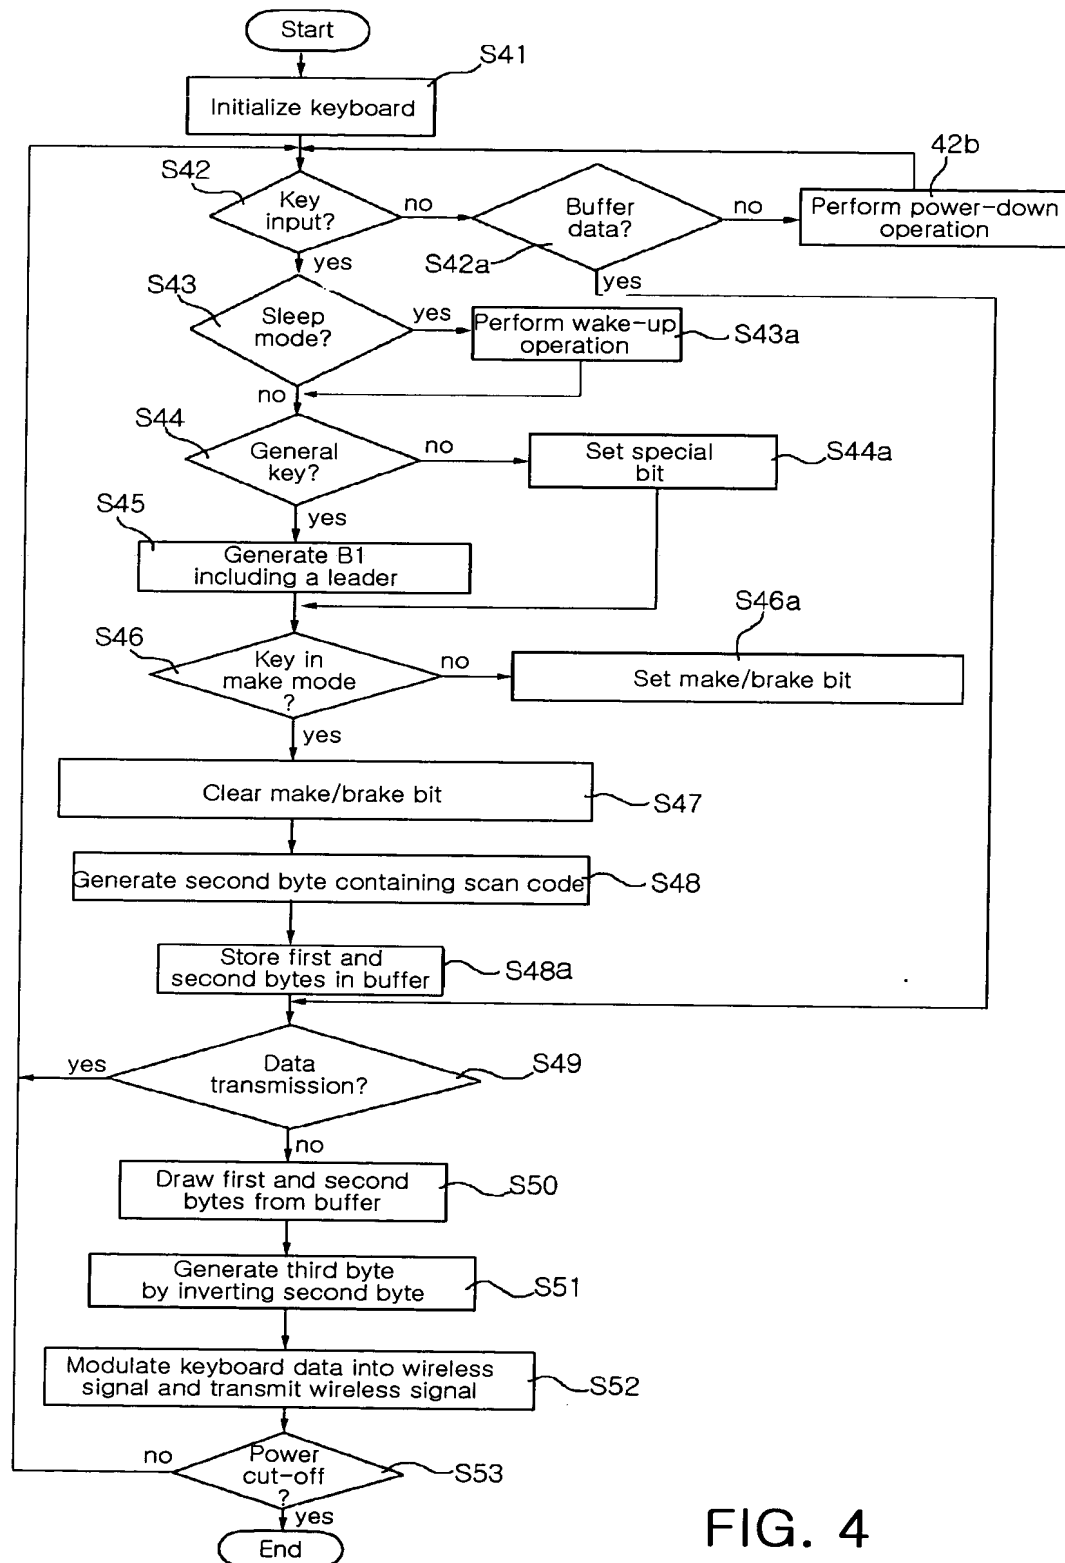 Start
S41
Initialize keyboard
42b
S42
Key
input?
no
Buffer
data?
no
Perform power-down
operation
S42a
yes
yes
S43
Sleep
mode?
yes
Perform wake-up
operation
S43a
no
S44
General
key?
no
Set special
bit
S44a
yes
S45
Generate B1
including a leader
S46a
S46
Key in
make mode
?
no
Set make/brake bit
yes
Clear make/brake bit
S47
Generate second byte containing scan code
S48
Store first and
second bytes in buffer
S48a
yes
Data
transmission?
S49
no
Draw first and second
bytes from buffer
S50
Generate third byte
by inverting second byte
S51
Modulate keyboard data into wireless
signal and transmit wireless signal
S52
no
Power
cut-off
?
S53
yes
End
FIG. 4